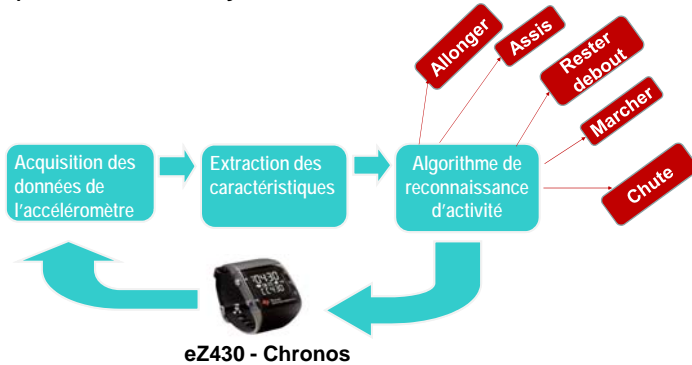 Allonger
Assis
Rester
debout
Marcher
Chute
Acquisition des
données de
l'accéléromètre
Extraction des
caractéristiques
Algorithme de
reconnaissance
d'activité
eZ430 - Chronos